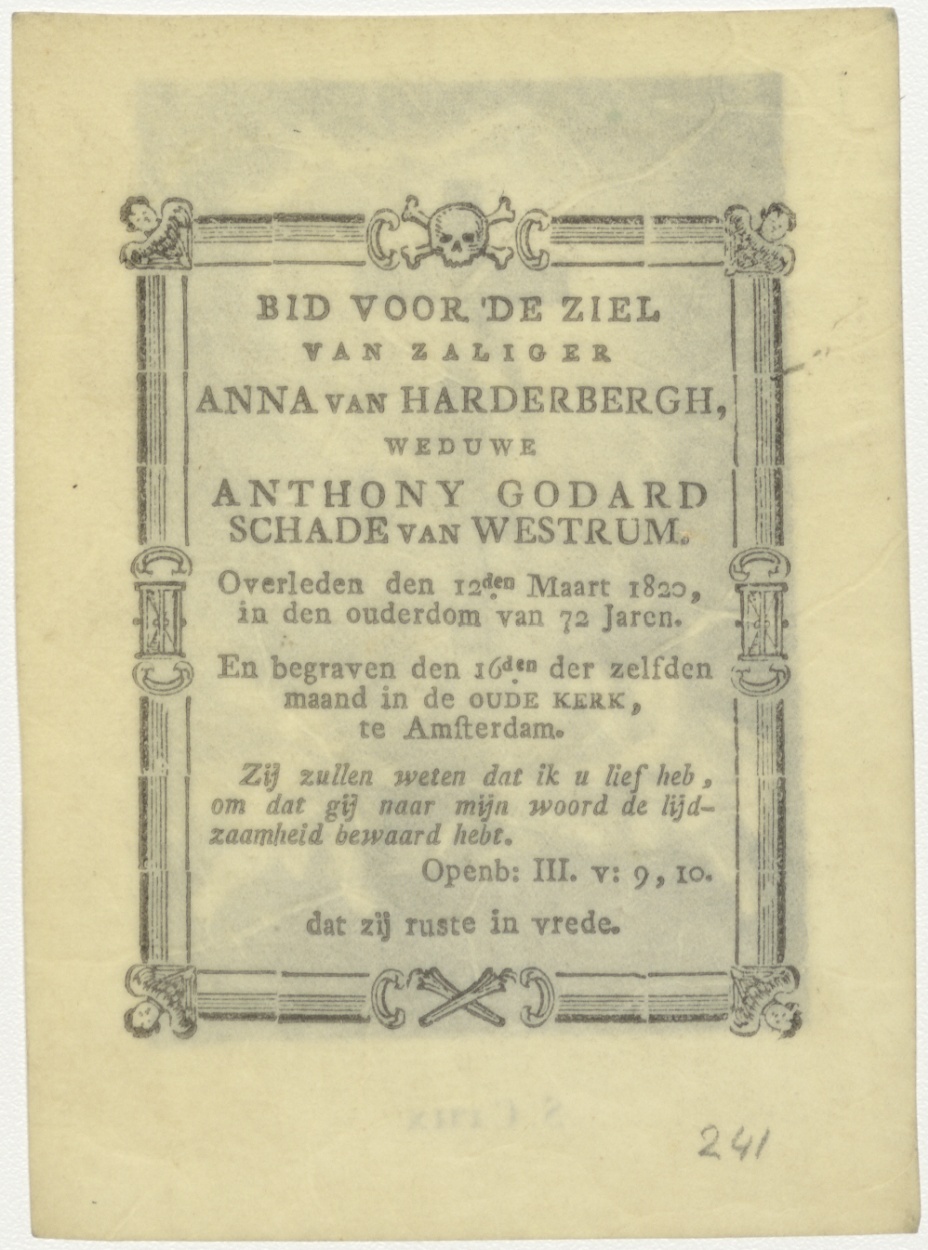 BID VOOR DE ZIEL
VAN ZALIGER
ANNA VAN HARDERBERGH,
WEDUWE
ANTHONY GODARD
SCHADE VAN WESTRUM.
Overleden den 12den Maart 1820,
in den ouderdom van 72 Jaren.
En begraven den 16den der zelfden
maand in de OUDE KERK,
te Amſterdam.
Zij zullen weten dat ik u lief heb,
om dat gij naar mijn woord de lijd-
zaamheid bewaard hebt.
Openb: III. v: 9, 10.
dat zij ruste in vrede.
S Crux
241